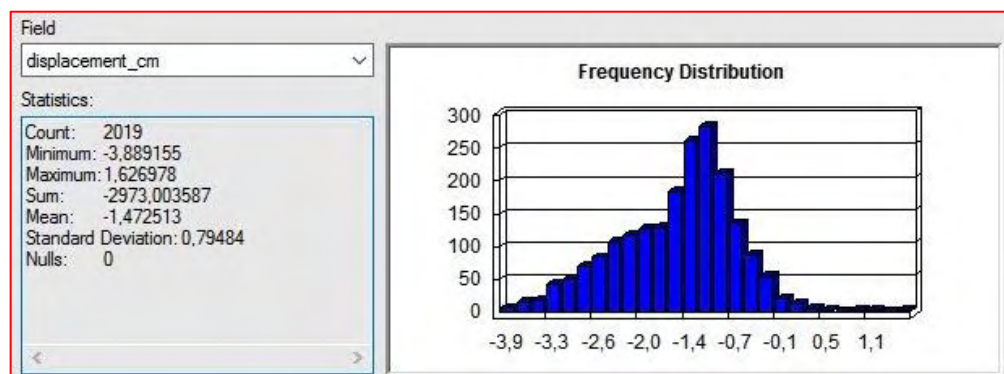 Field
displacement_cm
Statistics:
Count: 2019
Minimum: -3,889155
Maximum: 1,626978
Sum: -2973,003587
Mean: -1,472513
Standard Deviation: 0,79484
Nulls: 0
Frequency Distribution
300
250
200
150
100
50
0
-3,9 -3,3 -2,6 -2,0 -1,4 -0,7 -0,1 0,5 1,1